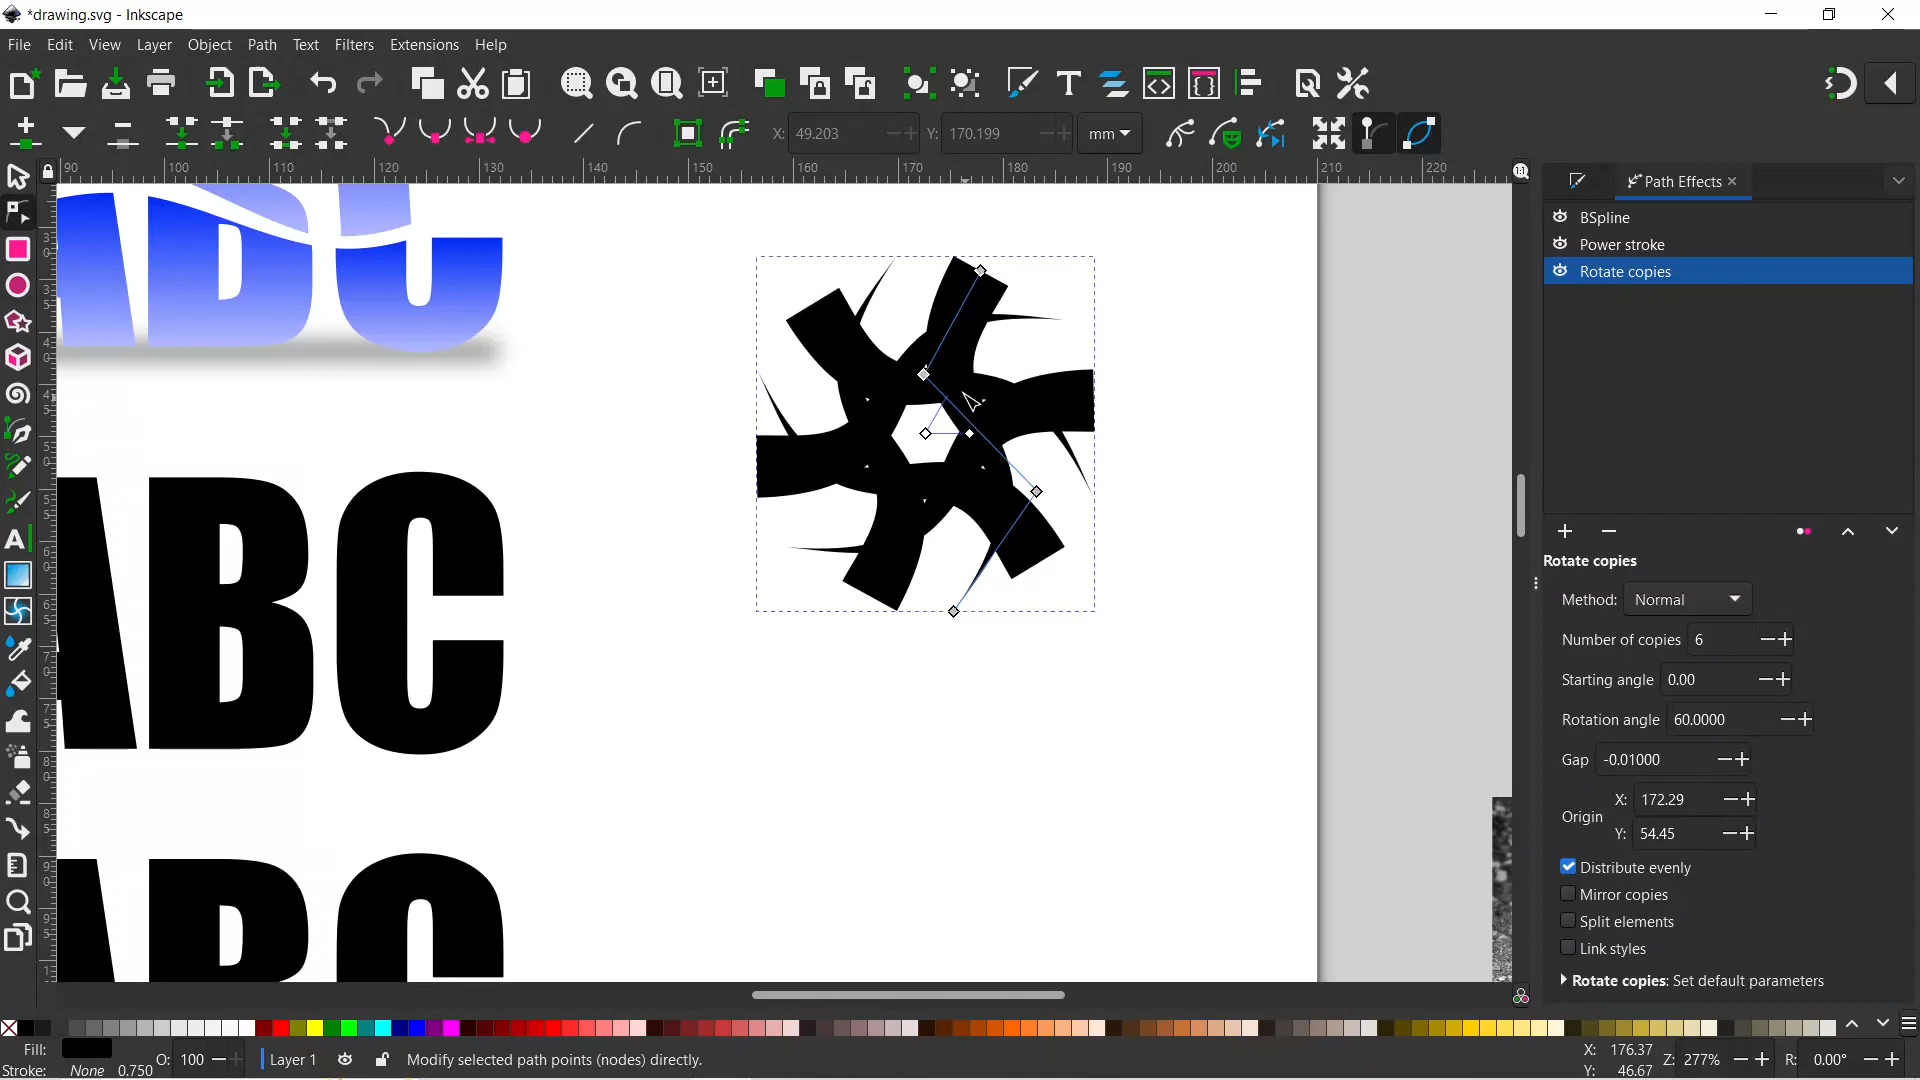 *drawing.svg - Inkscape
File Edit View Layer Object Path Text Filters Extensions Help
X: 49.203 Y: 170.199 mm
90 100 110 120 130 140 150 160 170 180 190 200 210 220
Path Effects
BSpline
Power stroke
Rotate copies
ABC
ABC
ABC
Rotate copies
Method: Normal
Number of copies 6
Starting angle 0.00
Rotation angle 60.0000
Gap -0.01000
Origin X: 172.29
Y: 54.45
Distribute evenly
Mirror copies
Split elements
Link styles
Rotate copies: Set default parameters
Fill: O: 100 Layer 1 Modify selected path points (nodes) directly. X: 176.37 Z: 277% R: 0.00°
Stroke: None 0.750 Y: 46.67